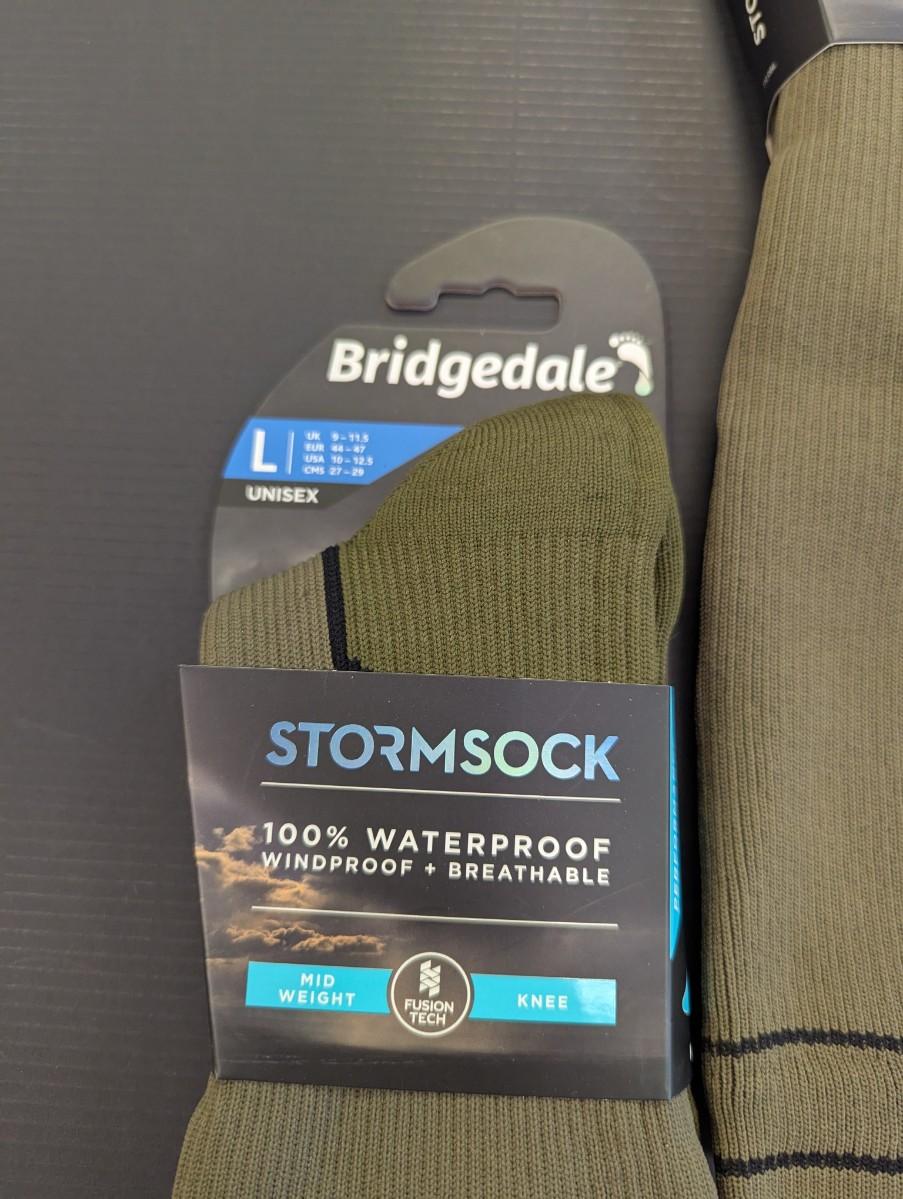 STO
Bridgedale
L
UK 9 – 11.5
EUR 44 – 47
USA 10 – 12.5
CMS 27 – 29
UNISEX
STORMSOCK
100% WATERPROOF
WINDPROOF + BREATHABLE
MID
WEIGHT
FUSION
TECH
KNEE